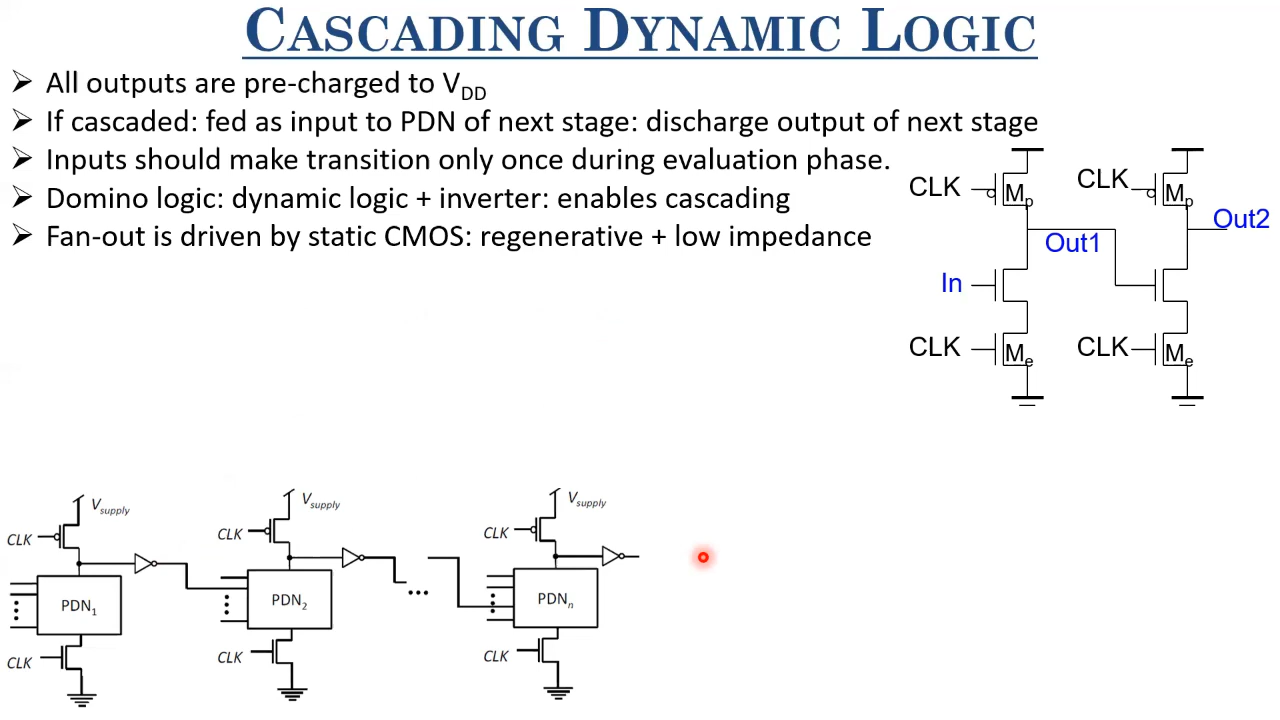 CASCADING DYNAMIC LOGIC
➢ All outputs are pre-charged to VDD
➢ If cascaded: fed as input to PDN of next stage: discharge output of next stage
➢ Inputs should make transition only once during evaluation phase.
➢ Domino logic: dynamic logic + inverter: enables cascading
➢ Fan-out is driven by static CMOS: regenerative + low impedance
CLK Mp CLK Mp
Out2
Out1
In
CLK Me CLK Me
Vsupply Vsupply Vsupply
CLK CLK CLK
PDN1 PDN2 ... PDNn
CLK CLK CLK